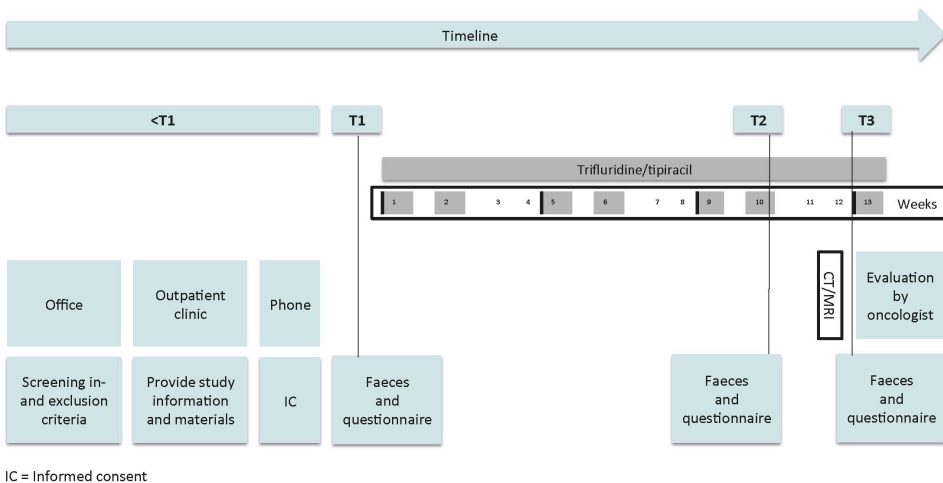 Timeline
<T1
T1
T2
T3
Trifluridine/tipiracil
1 2 3 4 5 6 7 8 9 10 11 12 13 Weeks
Office
Outpatient
clinic
Phone
CT/MRI
Evaluation
by
oncologist
Screening in-
and exclusion
criteria
Provide study
information
and materials
IC
Faeces
and
questionnaire
Faeces
and
questionnaire
Faeces
and
questionnaire
IC = Informed consent